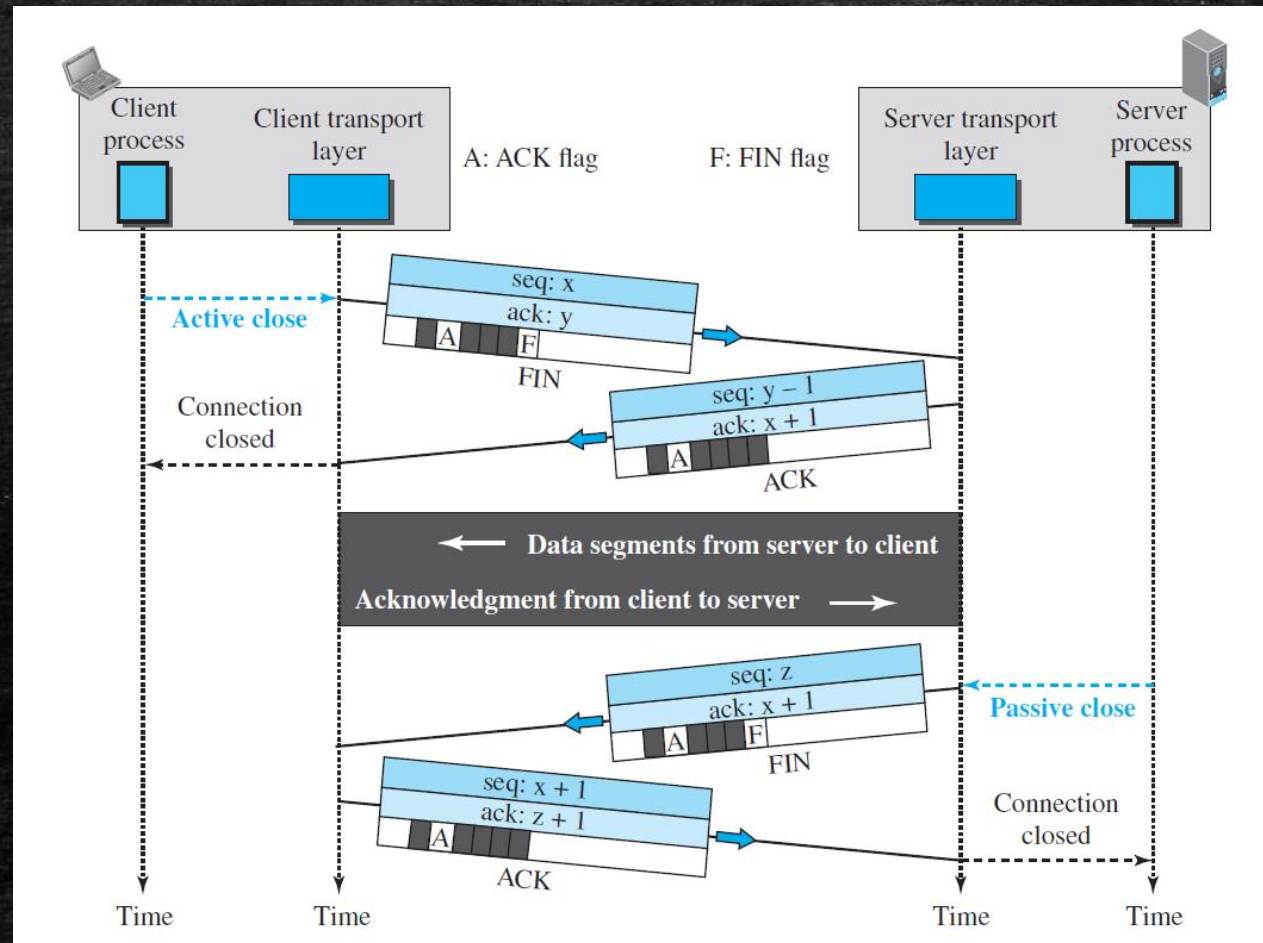 Client
process
Client transport
layer
A: ACK flag
F: FIN flag
Server transport
layer
Server
process
seq: x
ack: y
A F
FIN
Active close
seq: y – 1
ack: x + 1
A
ACK
Connection
closed
Data segments from server to client
Acknowledgment from client to server
seq: z
ack: x + 1
A F
FIN
Passive close
seq: x + 1
ack: z + 1
A
ACK
Connection
closed
Time
Time
Time
Time